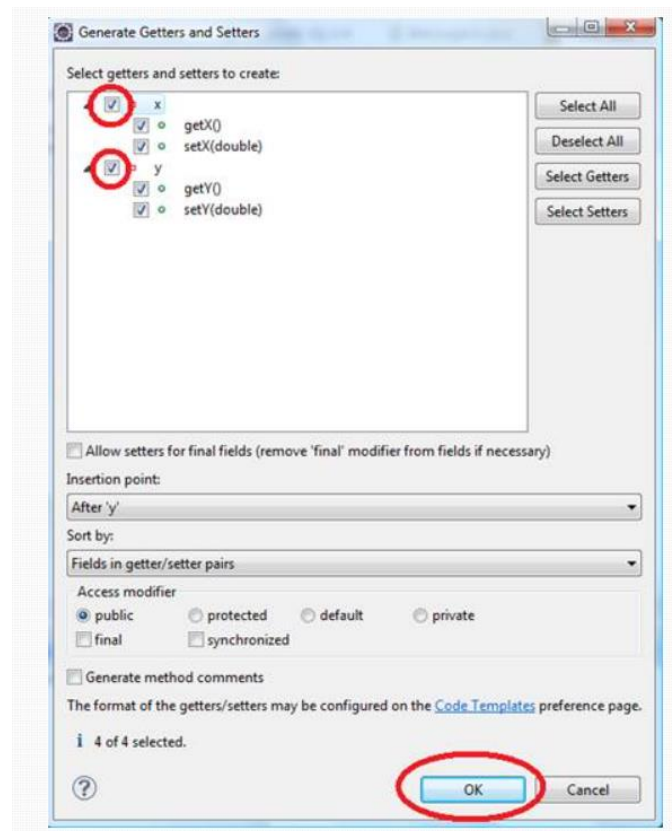 Generate Getters and Setters
Select getters and setters to create:
x
getX()
setX(double)
y
getY()
setY(double)
Select All
Deselect All
Select Getters
Select Setters
Allow setters for final fields (remove 'final' modifier from fields if necessary)
Insertion point:
After 'y'
Sort by:
Fields in getter/setter pairs
Access modifier
public protected default private
final synchronized
Generate method comments
The format of the getters/setters may be configured on the Code Templates preference page.
i 4 of 4 selected.
? OK Cancel